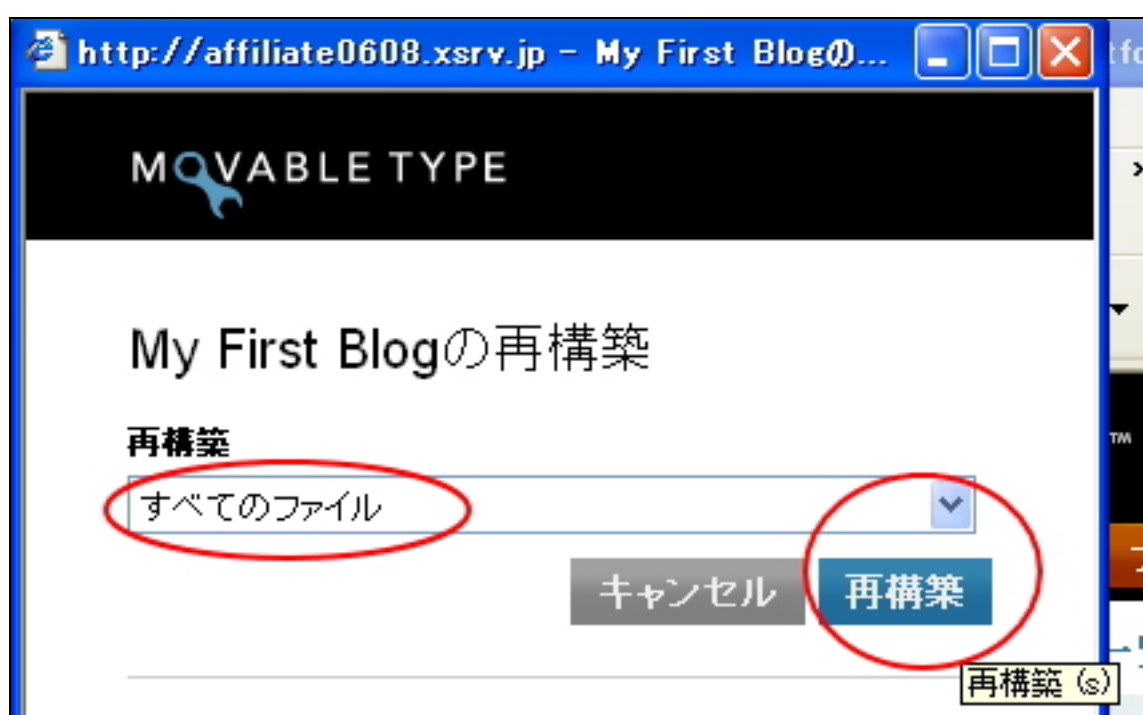 http://affiliate0608.xsrv.jp - My First Blogの...
MOVABLE TYPE
My First Blogの再構築
再構築
すべてのファイル
キャンセル 再構築
再構築 (s)
TM